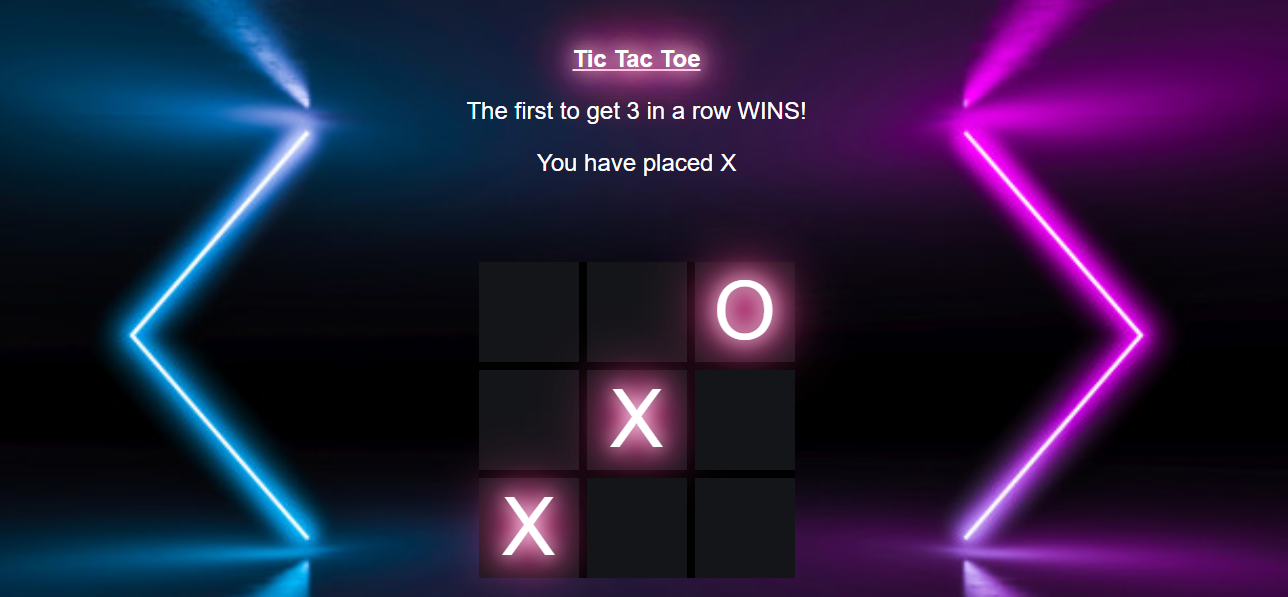 Tic Tac Toe
The first to get 3 in a row WINS!
You have placed X
O
X
X